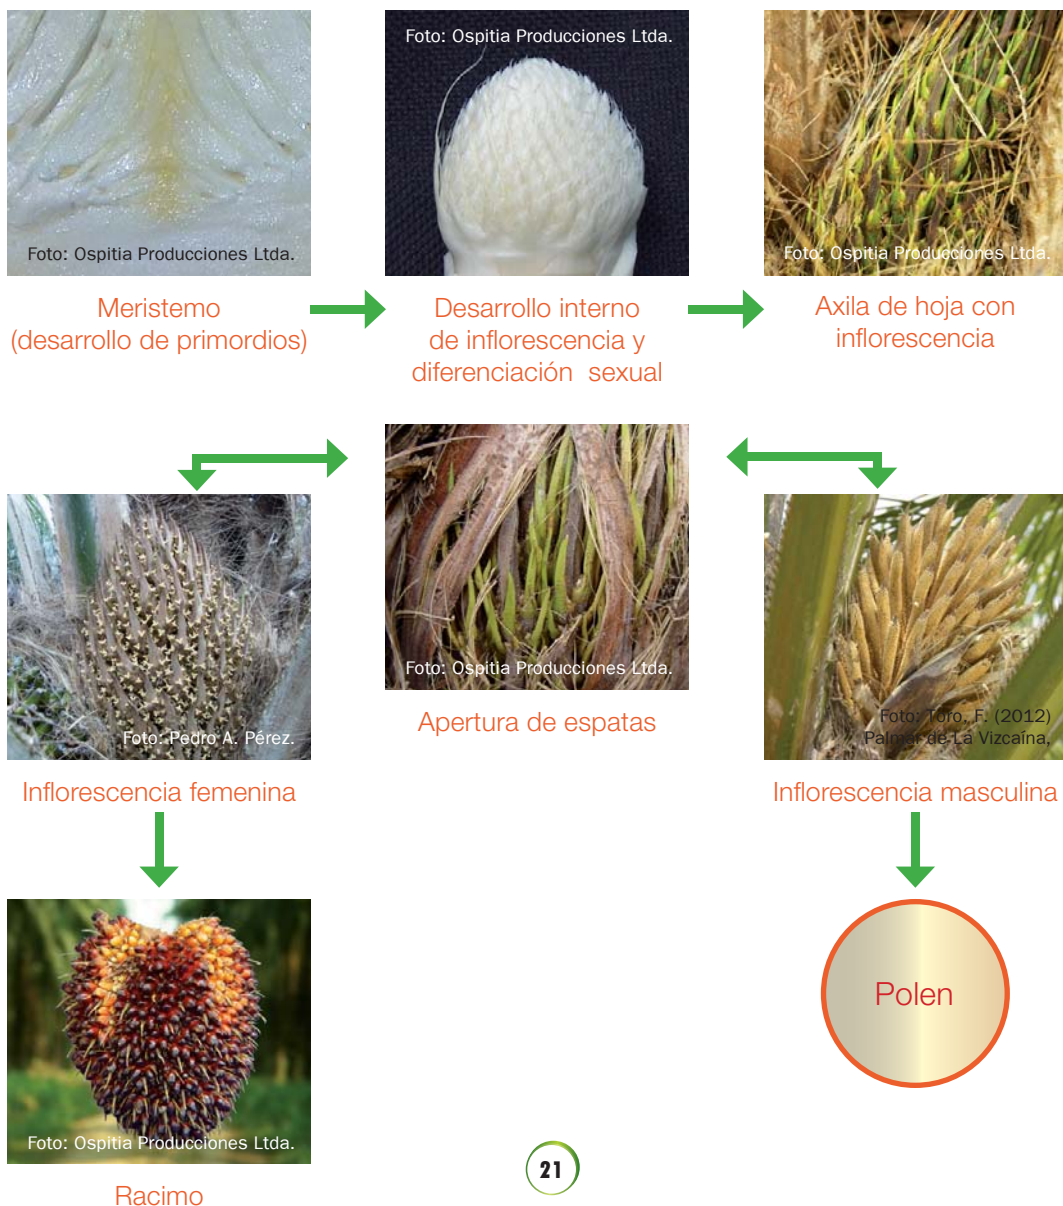 Foto: Ospitia Producciones Ltda.
Foto: Ospitia Producciones Ltda.
Foto: Ospitia Producciones Ltda.
Meristemo
(desarrollo de primordios)
Desarrollo interno
de inflorescencia y
diferenciación sexual
Axila de hoja con
inflorescencia
Foto: Pedro A. Pérez.
Foto: Ospitia Producciones Ltda.
Foto: Toro, F. (2012)
Palmar de La Vizcaína,
Inflorescencia femenina
Apertura de espatas
Inflorescencia masculina
Foto: Ospitia Producciones Ltda.
Racimo
Polen
21